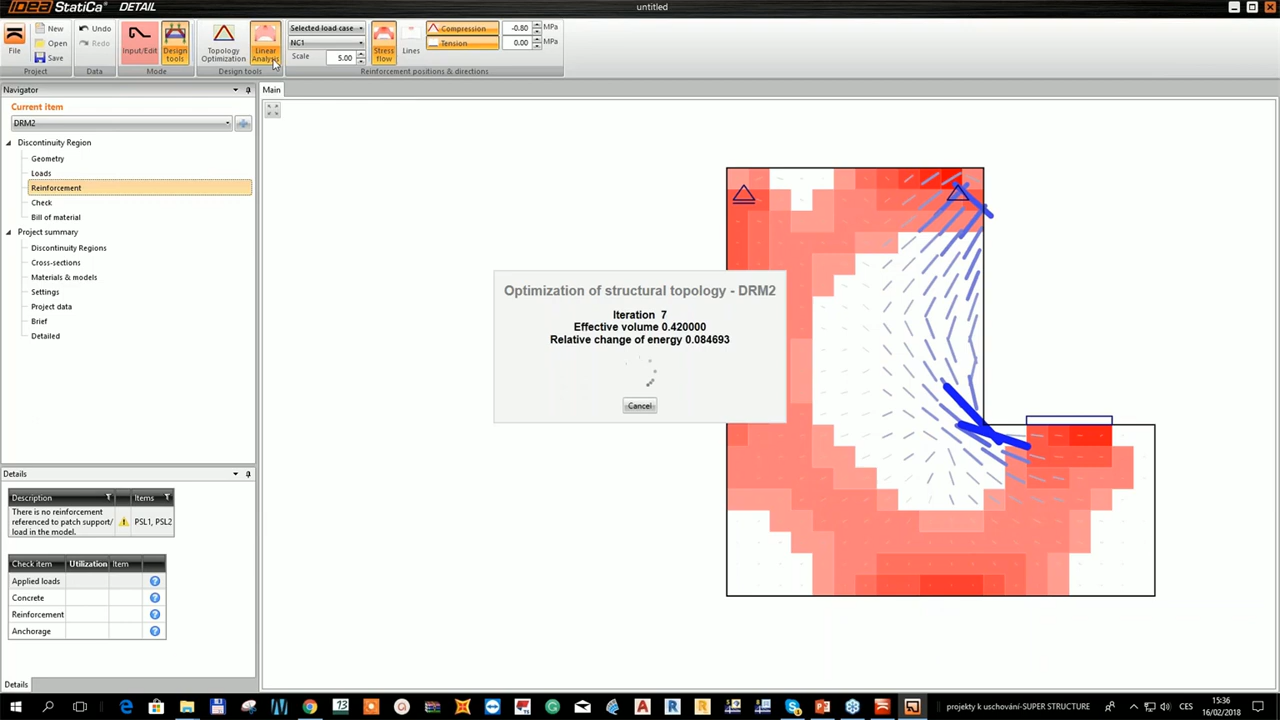 IDEA StatiCa® DETAIL
untitled
File
New
Open
Save
Project
Undo
Redo
Data
Input/Edit
Design tools
Mode
Topology Optimization
Linear Analysis
Design tools
Selected load case
NC1
Scale 5.00
Stress flow
Lines
Compression -0.80 MPa
Tension 0.00 MPa
Reinforcement positions & directions
Navigator
Current item
DRM2
Discontinuity Region
Geometry
Loads
Reinforcement
Check
Bill of material
Project summary
Discontinuity Regions
Cross-sections
Materials & models
Settings
Project data
Brief
Detailed
Main
Optimization of structural topology - DRM2
Iteration 7
Effective volume 0.420000
Relative change of energy 0.084693
Cancel
Details
Description Items
There is no reinforcement
referenced to patch support/
load in the model.
PSL1, PSL2
Check item Utilization Item
Applied loads
Concrete
Reinforcement
Anchorage
Details
projekty k uschování-SUPER STRUCTURE
CES
15:36
16/02/2018